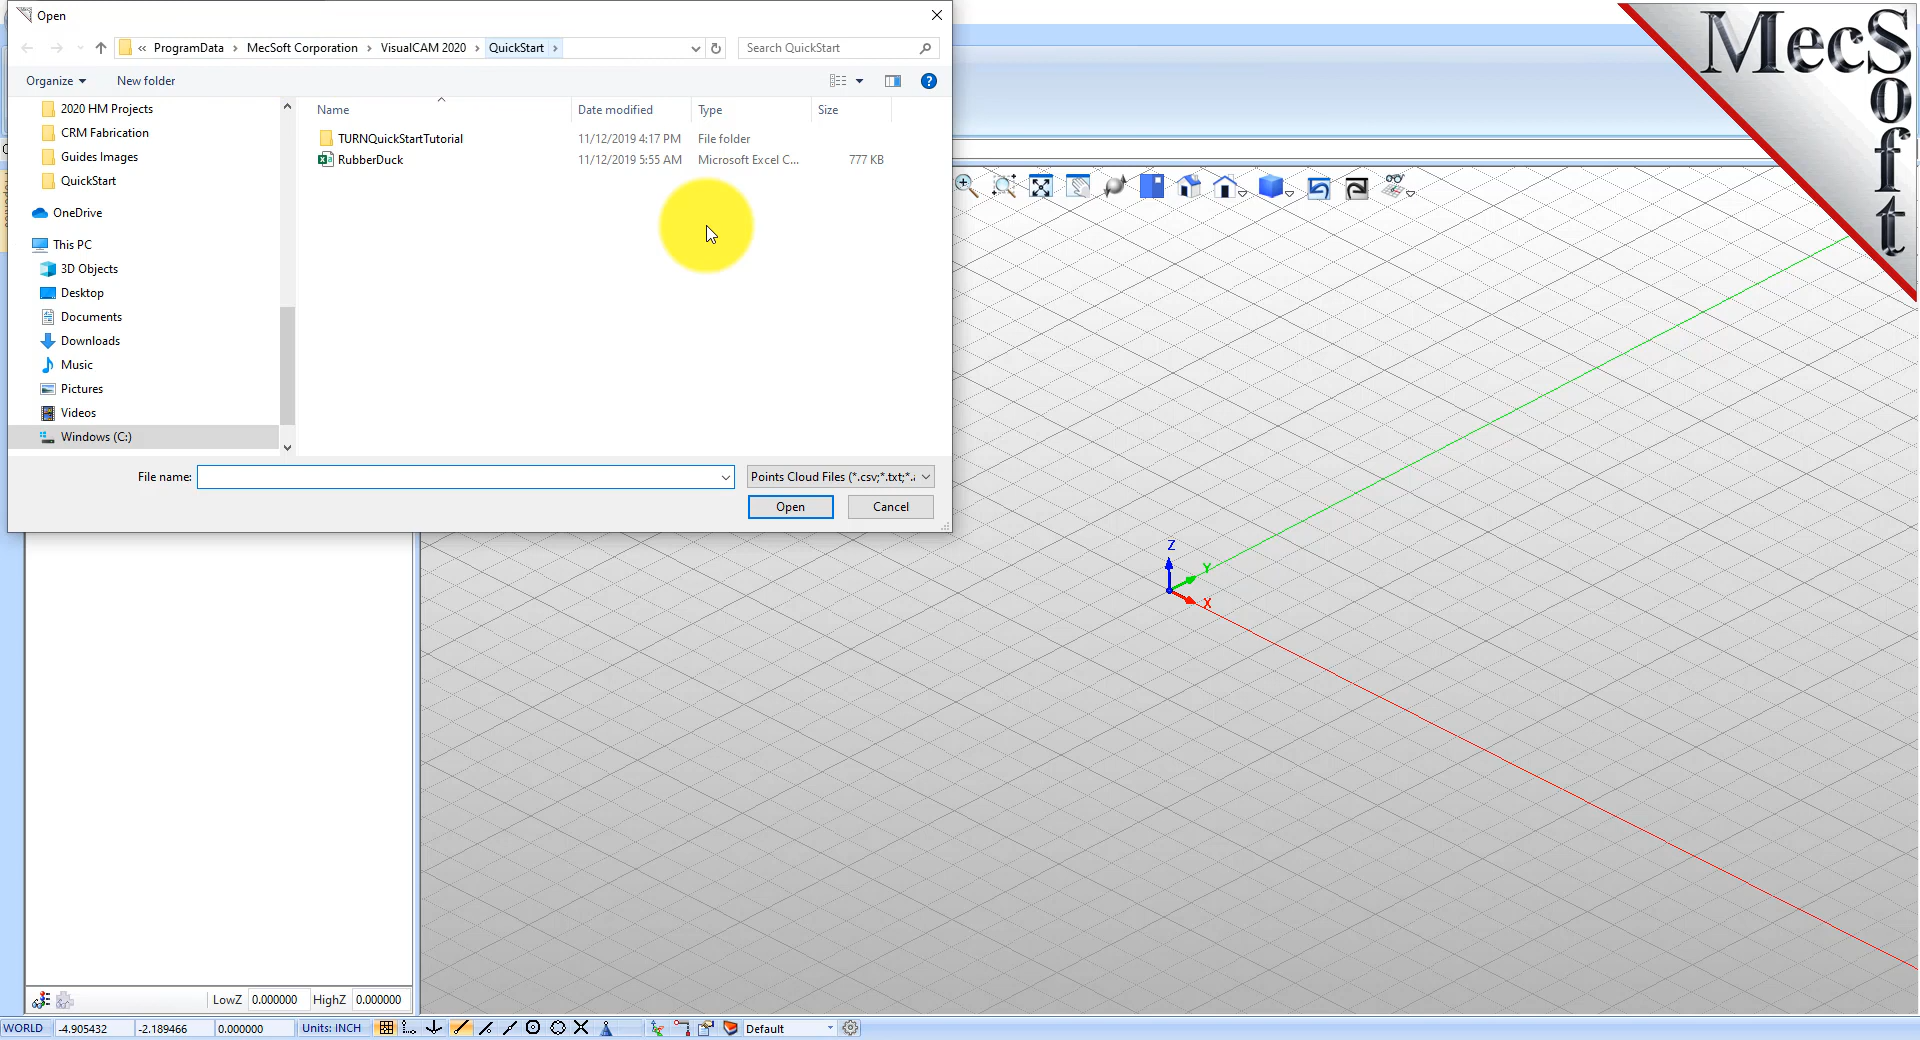 Open
« ProgramData > MecSoft Corporation > VisualCAM 2020 > QuickStart >
Search QuickStart
Organize
New folder
2020 HM Projects
CRM Fabrication
Guides Images
QuickStart
OneDrive
This PC
3D Objects
Desktop
Documents
Downloads
Music
Pictures
Videos
Windows (C:)
Name Date modified Type Size
TURNQuickStartTutorial 11/12/2019 4:17 PM File folder
RubberDuck 11/12/2019 5:55 AM Microsoft Excel C... 777 KB
File name:
Points Cloud Files (*.csv;*.txt;*.
Open
Cancel
MecSoft
Z
Y
X
LowZ 0.000000 HighZ 0.000000
WORLD -4.905432 -2.189466 0.000000 Units: INCH Default